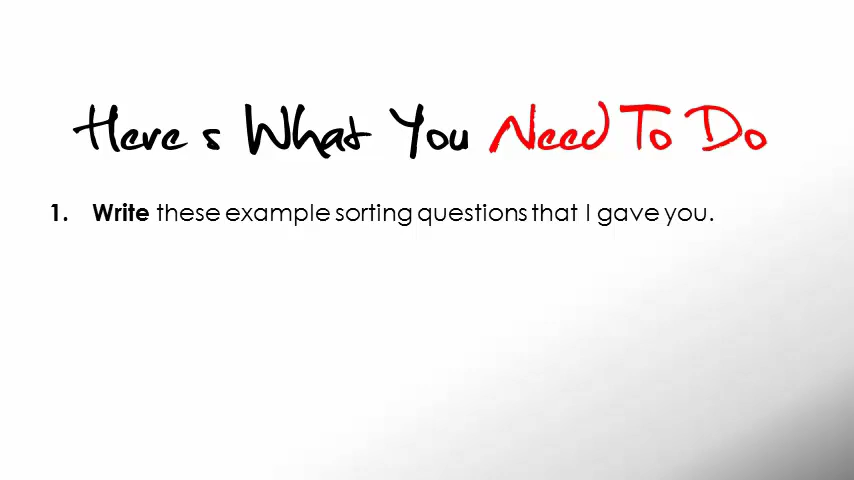 Here s What You Need To Do
1. Write these example sorting questions that I gave you.